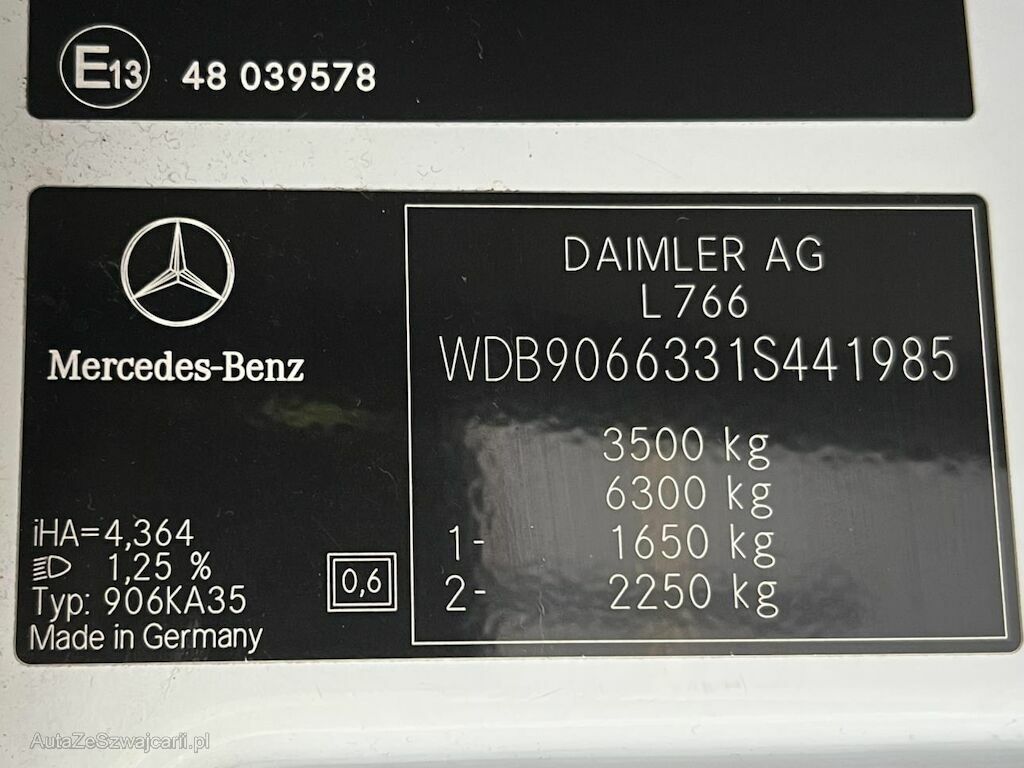 E13 48 039578
Mercedes-Benz
iHA=4,364
1,25 %
Typ: 906KA35
Made in Germany
0,6
DAIMLER AG
L 766
WDB9066331S441985
3500 kg
6300 kg
1- 1650 kg
2- 2250 kg
AutaZeSzwajcarii.pl